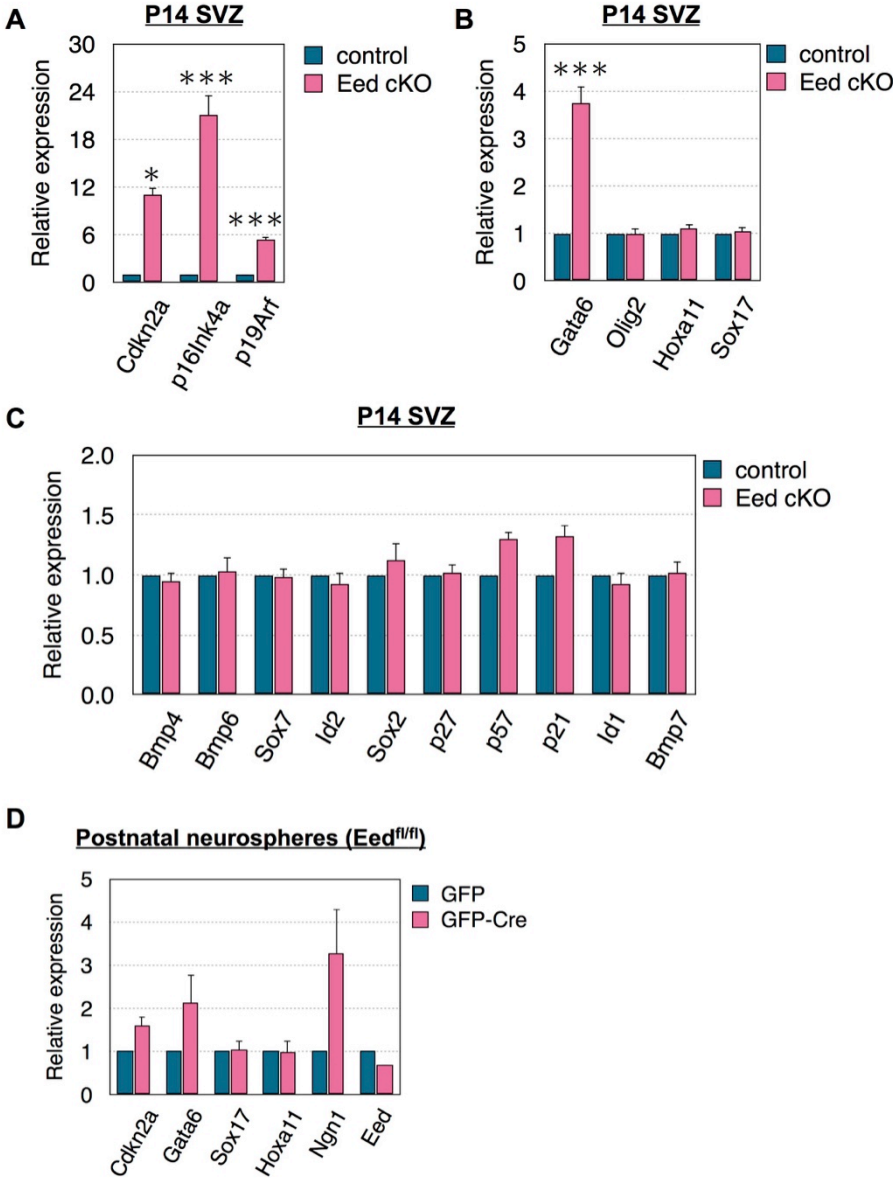 A
P14 SVZ
Relative expression
30
24
18
12
6
0
*
***
***
control
Eed cKO
Cdkn2a
p16Ink4a
p19Arf
B
P14 SVZ
Relative expression
5
4
3
2
1
0
***
control
Eed cKO
Gata6
Olig2
Hoxa11
Sox17
C
P14 SVZ
Relative expression
2.0
1.5
1.0
0.5
0.0
control
Eed cKO
Bmp4
Bmp6
Sox7
Id2
Sox2
p27
p57
p21
Id1
Bmp7
D
Postnatal neurospheres (Eedfl/fl)
Relative expression
5
4
3
2
1
0
GFP
GFP-Cre
Cdkn2a
Gata6
Sox17
Hoxa11
Ngn1
Eed